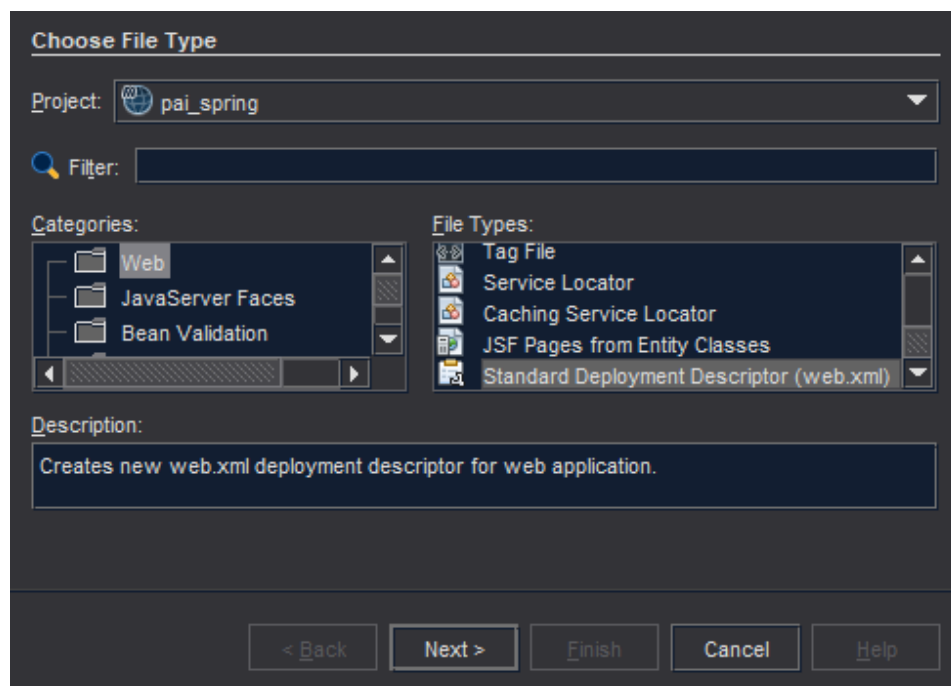 Choose File Type
Project: pai_spring
Filter:
Categories:
Web
JavaServer Faces
Bean Validation
File Types:
Tag File
Service Locator
Caching Service Locator
JSF Pages from Entity Classes
Standard Deployment Descriptor (web.xml)
Description:
Creates new web.xml deployment descriptor for web application.
< Back Next > Finish Cancel Help